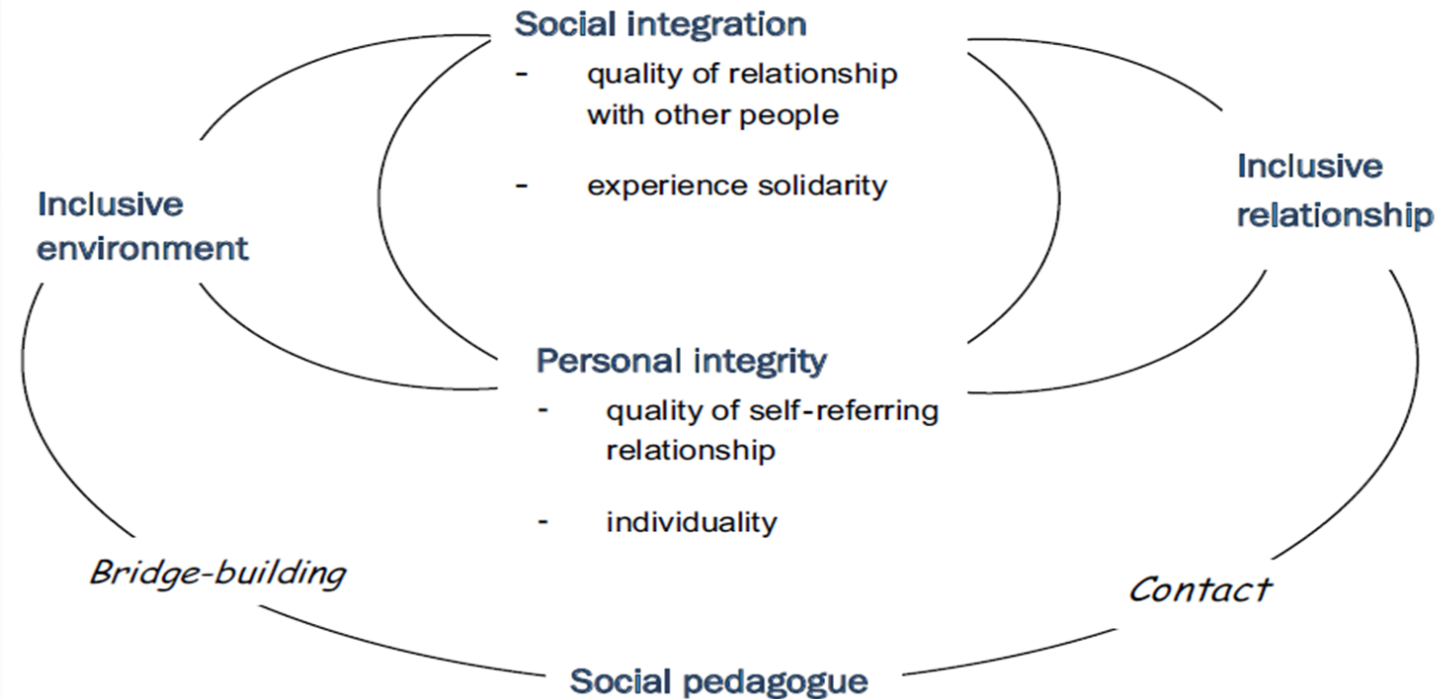 Social integration
- quality of relationship
with other people
- experience solidarity
Inclusive
environment
Inclusive
relationship
Personal integrity
- quality of self-referring
relationship
- individuality
Bridge-building
Contact
Social pedagogue